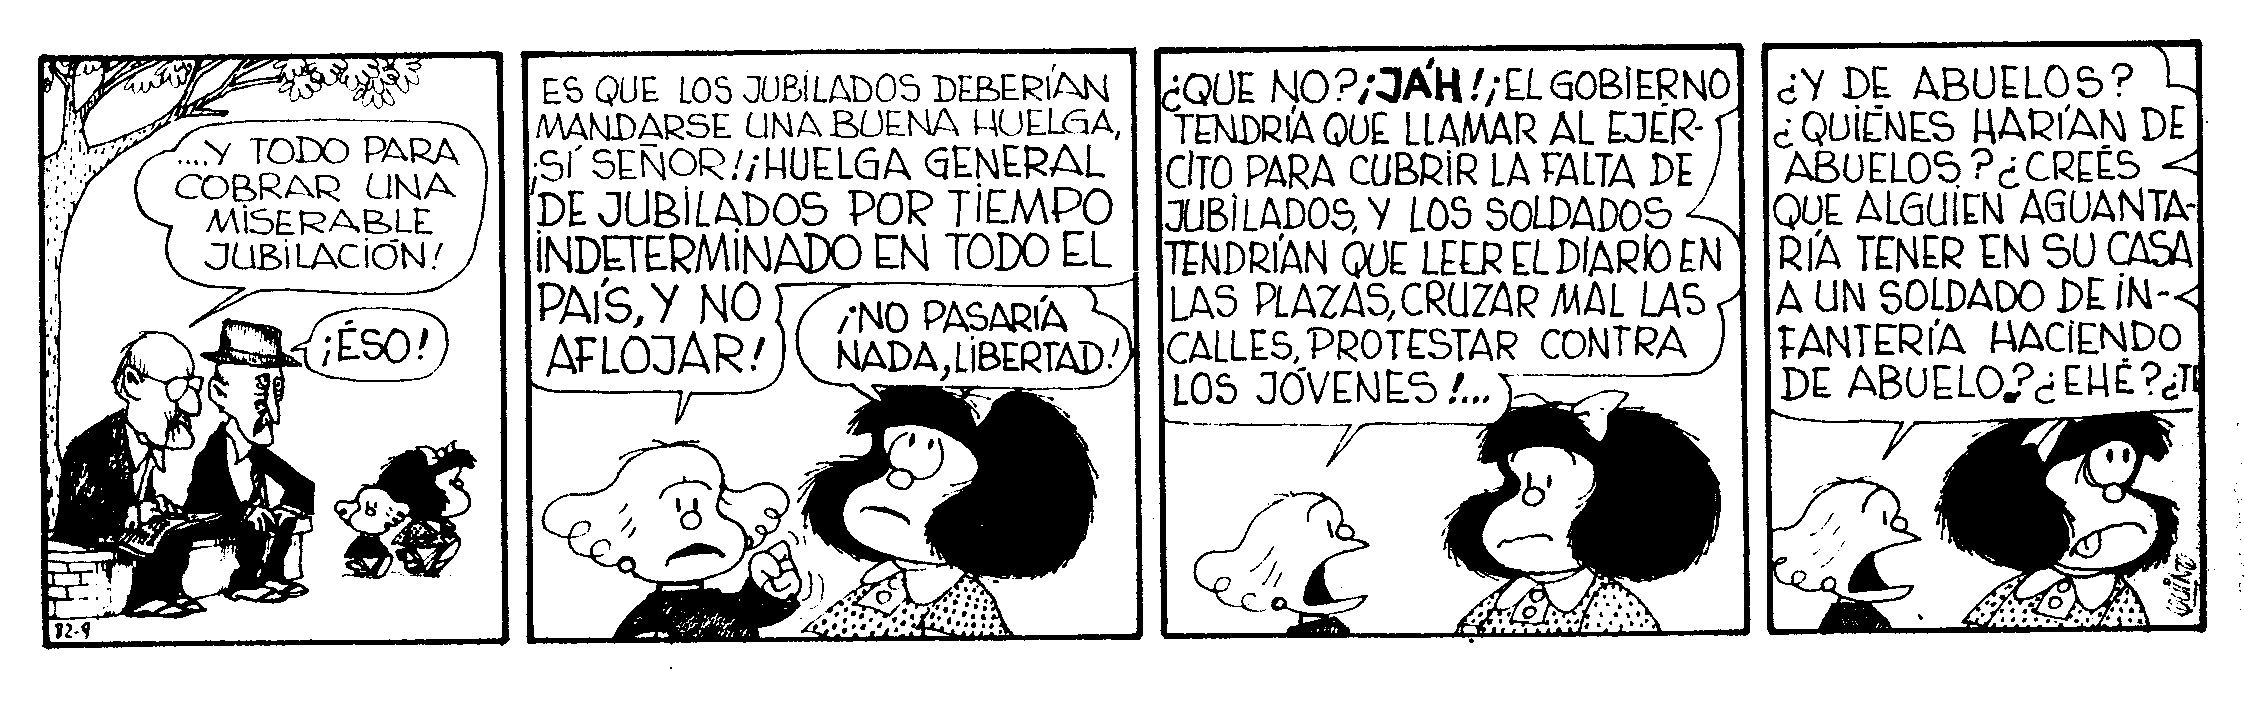 ....Y TODO PARA
COBRAR UNA
MISERABLE
JUBILACIÓN!
¡ÉSO!
82-9
ES QUE LOS JUBILADOS DEBERÍAN
MANDARSE UNA BUENA HUELGA,
¡SÍ SEÑOR!¡HUELGA GENERAL
DE JUBILADOS POR TIEMPO
INDETERMINADO EN TODO EL
PAÍS, Y NO
AFLOJAR!
¡NO PASARÍA
NADA, LIBERTAD!
¿QUE NO?¡JÁH!¡EL GOBIERNO
TENDRÍA QUE LLAMAR AL EJÉR-
CITO PARA CUBRIR LA FALTA DE
JUBILADOS, Y LOS SOLDADOS
TENDRÍAN QUE LEER EL DIARIO EN
LAS PLAZAS, CRUZAR MAL LAS
CALLES, PROTESTAR CONTRA
LOS JÓVENES!...
¿Y DE ABUELOS?
¿QUIÉNES HARÍAN DE
ABUELOS?¿CREÉS
QUE ALGUIEN AGUANTA-
RÍA TENER EN SU CASA
A UN SOLDADO DE IN-
FANTERÍA HACIENDO
DE ABUELO?¿EHÉ?¿TE
QUINO